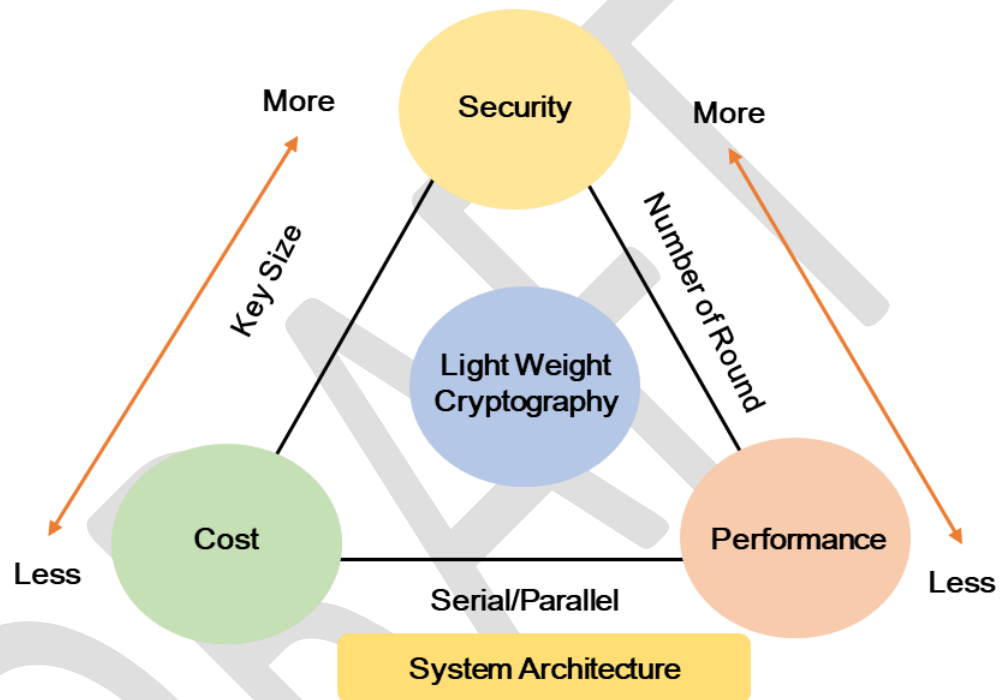 Security
More
More
Key Size
Number of Round
Light Weight
Cryptography
Cost
Performance
Less
Less
Serial/Parallel
System Architecture
DRAFT